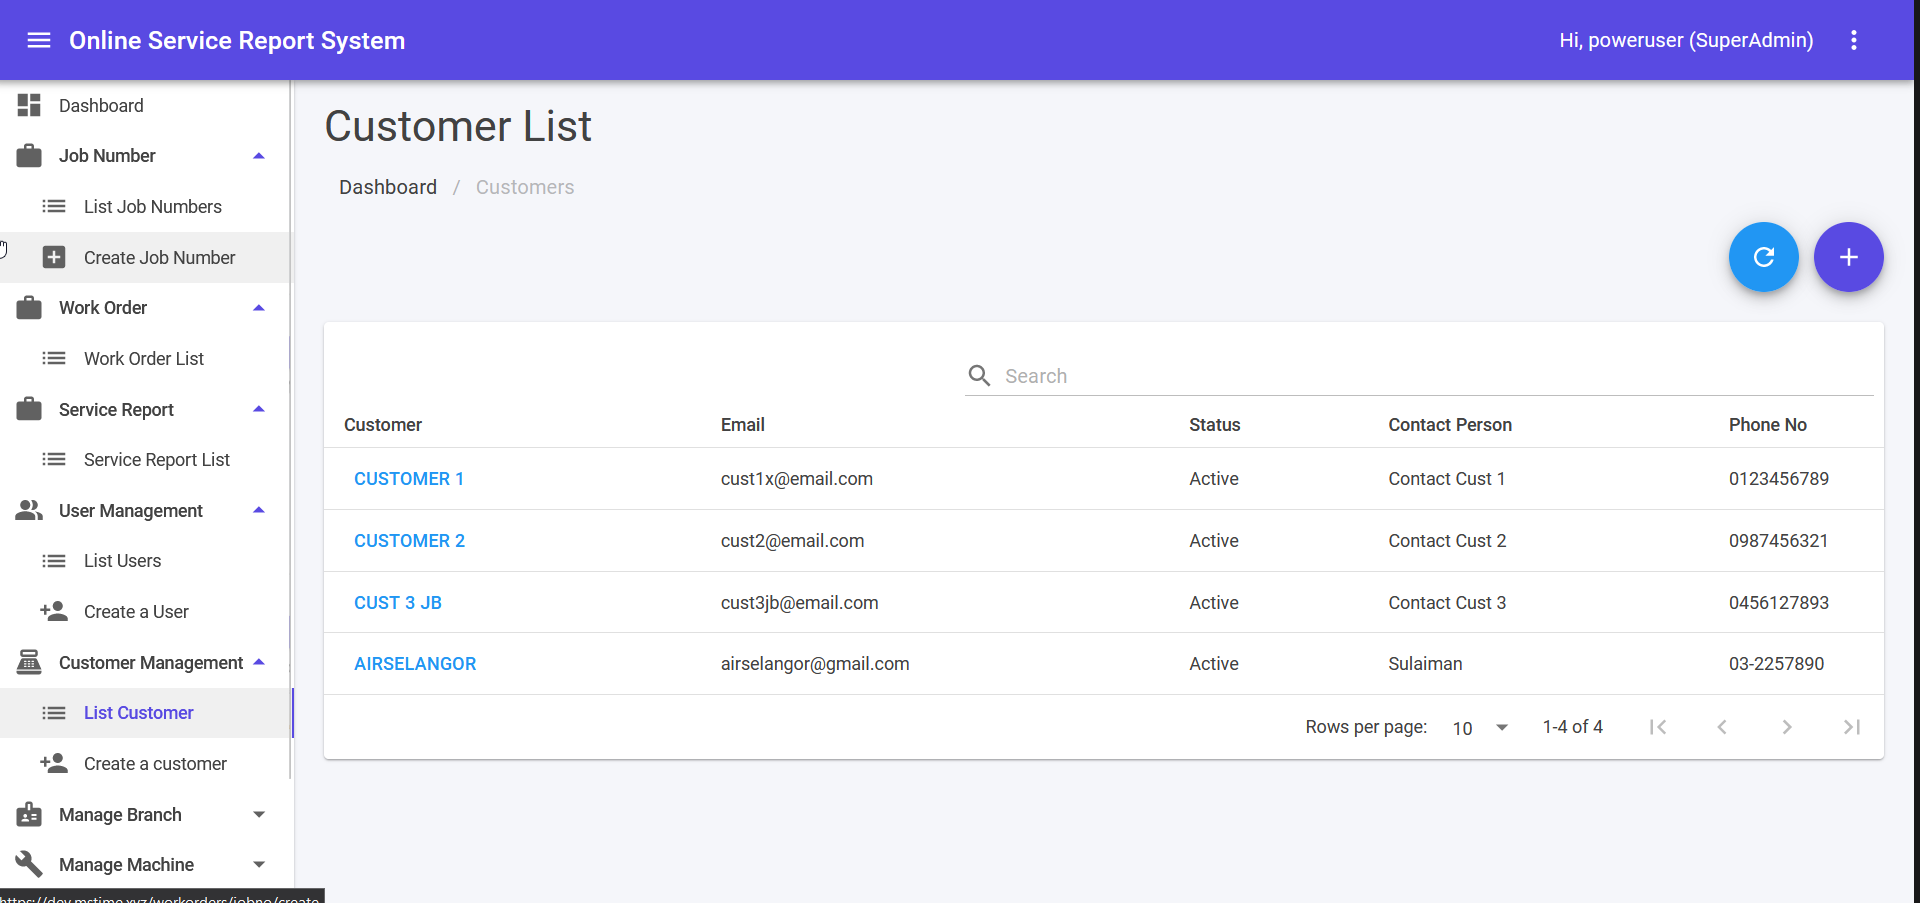 Online Service Report System
Hi, poweruser (SuperAdmin)
Dashboard
Job Number
List Job Numbers
Create Job Number
Work Order
Work Order List
Service Report
Service Report List
User Management
List Users
Create a User
Customer Management
List Customer
Create a customer
Manage Branch
Manage Machine
https://dev.mstime.xyz/workorders/jobno/create
Customer List
Dashboard / Customers
Search
Customer Email Status Contact Person Phone No
CUSTOMER 1 cust1x@email.com Active Contact Cust 1 0123456789
CUSTOMER 2 cust2@email.com Active Contact Cust 2 0987456321
CUST 3 JB cust3jb@email.com Active Contact Cust 3 0456127893
AIRSELANGOR airselangor@gmail.com Active Sulaiman 03-2257890
Rows per page: 10 1-4 of 4